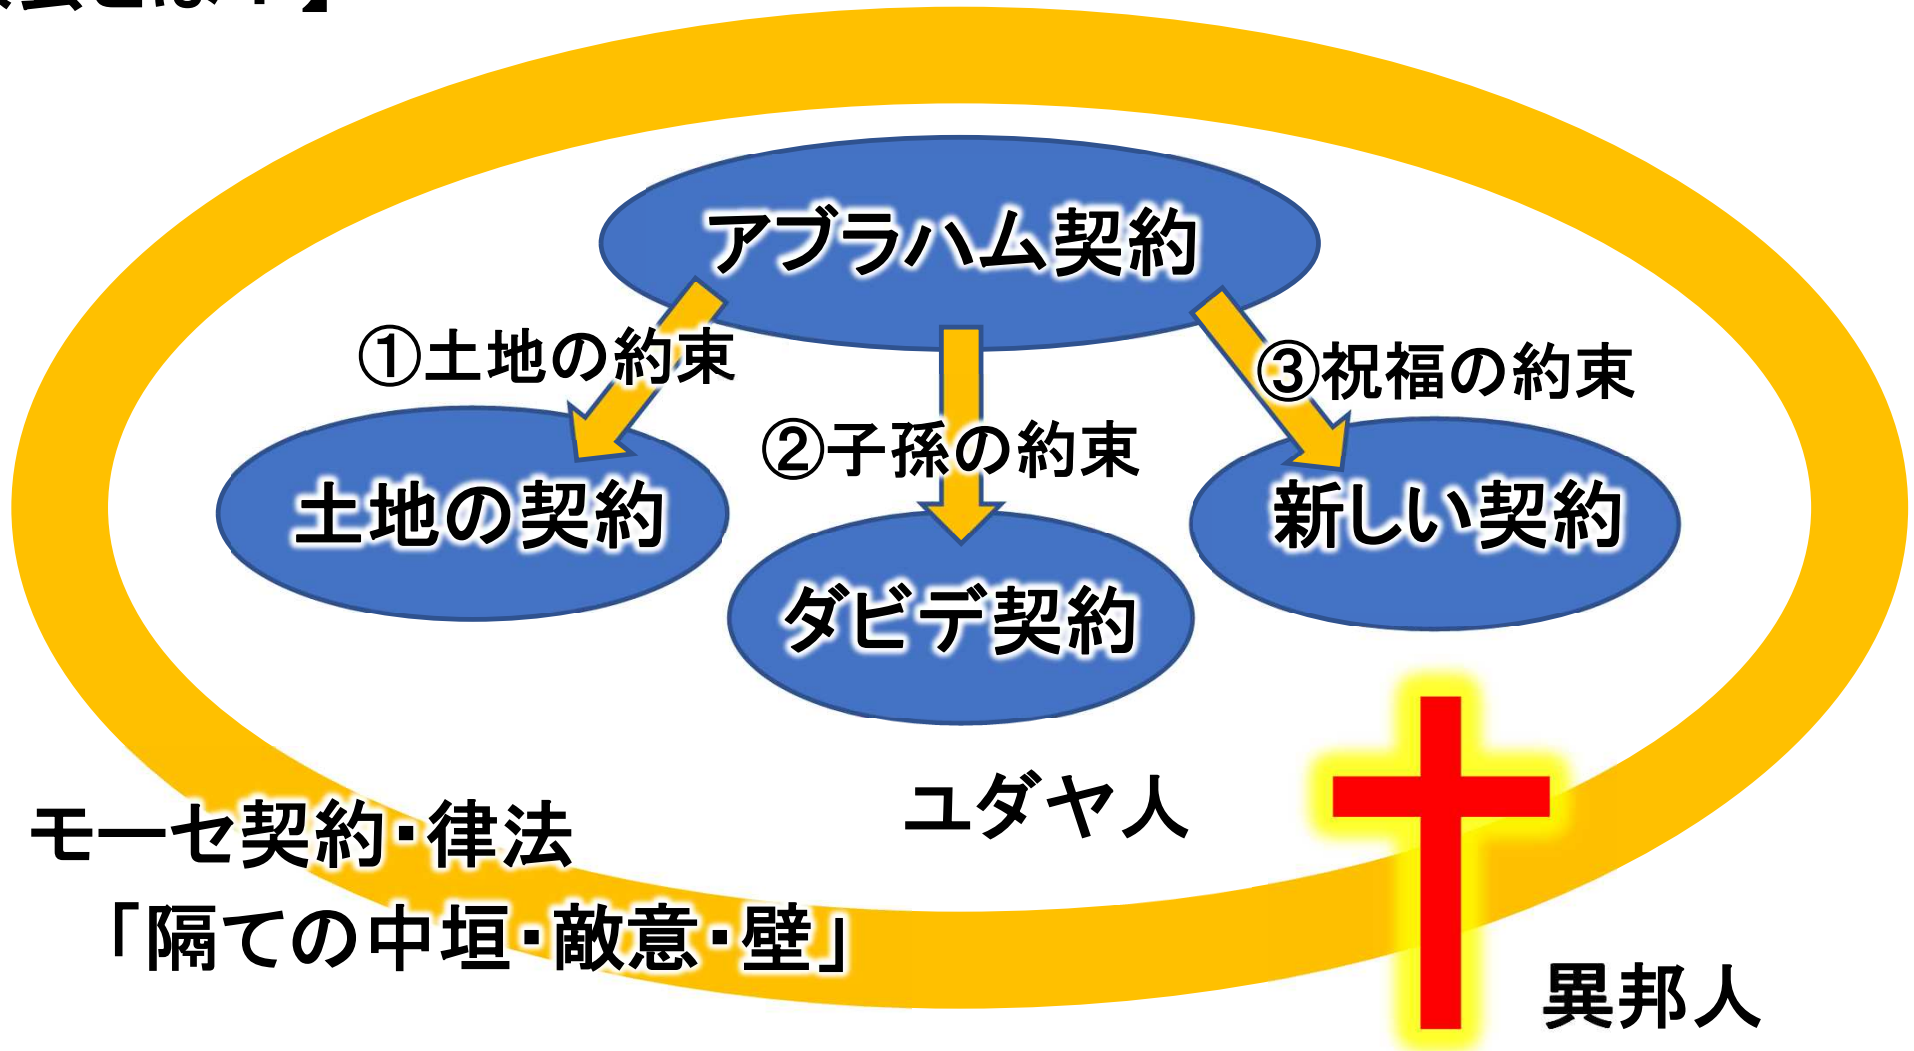 とは？】
アブラハム契約
①土地の約束
③祝福の約束
②子孫の約束
土地の契約
新しい契約
ダビデ契約
ユダヤ人
モーセ契約・律法
「隔ての中垣・敵意・壁」
異邦人